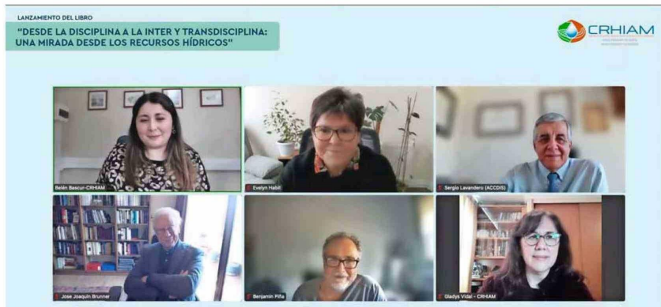 LANZAMIENTO DEL LIBRO
"DESDE LA DISCIPLINA A LA INTER Y TRANSDISCIPLINA:
UNA MIRADA DESDE LOS RECURSOS HÍDRICOS"
CRHIAM
Belén Bascur-CRHIAM
Evelyn Habit
Sergio Lavandero (ACCDIS)
Jose Joaquin Brunner
Benjamin Piña
Gladys Vidal - CRHIAM